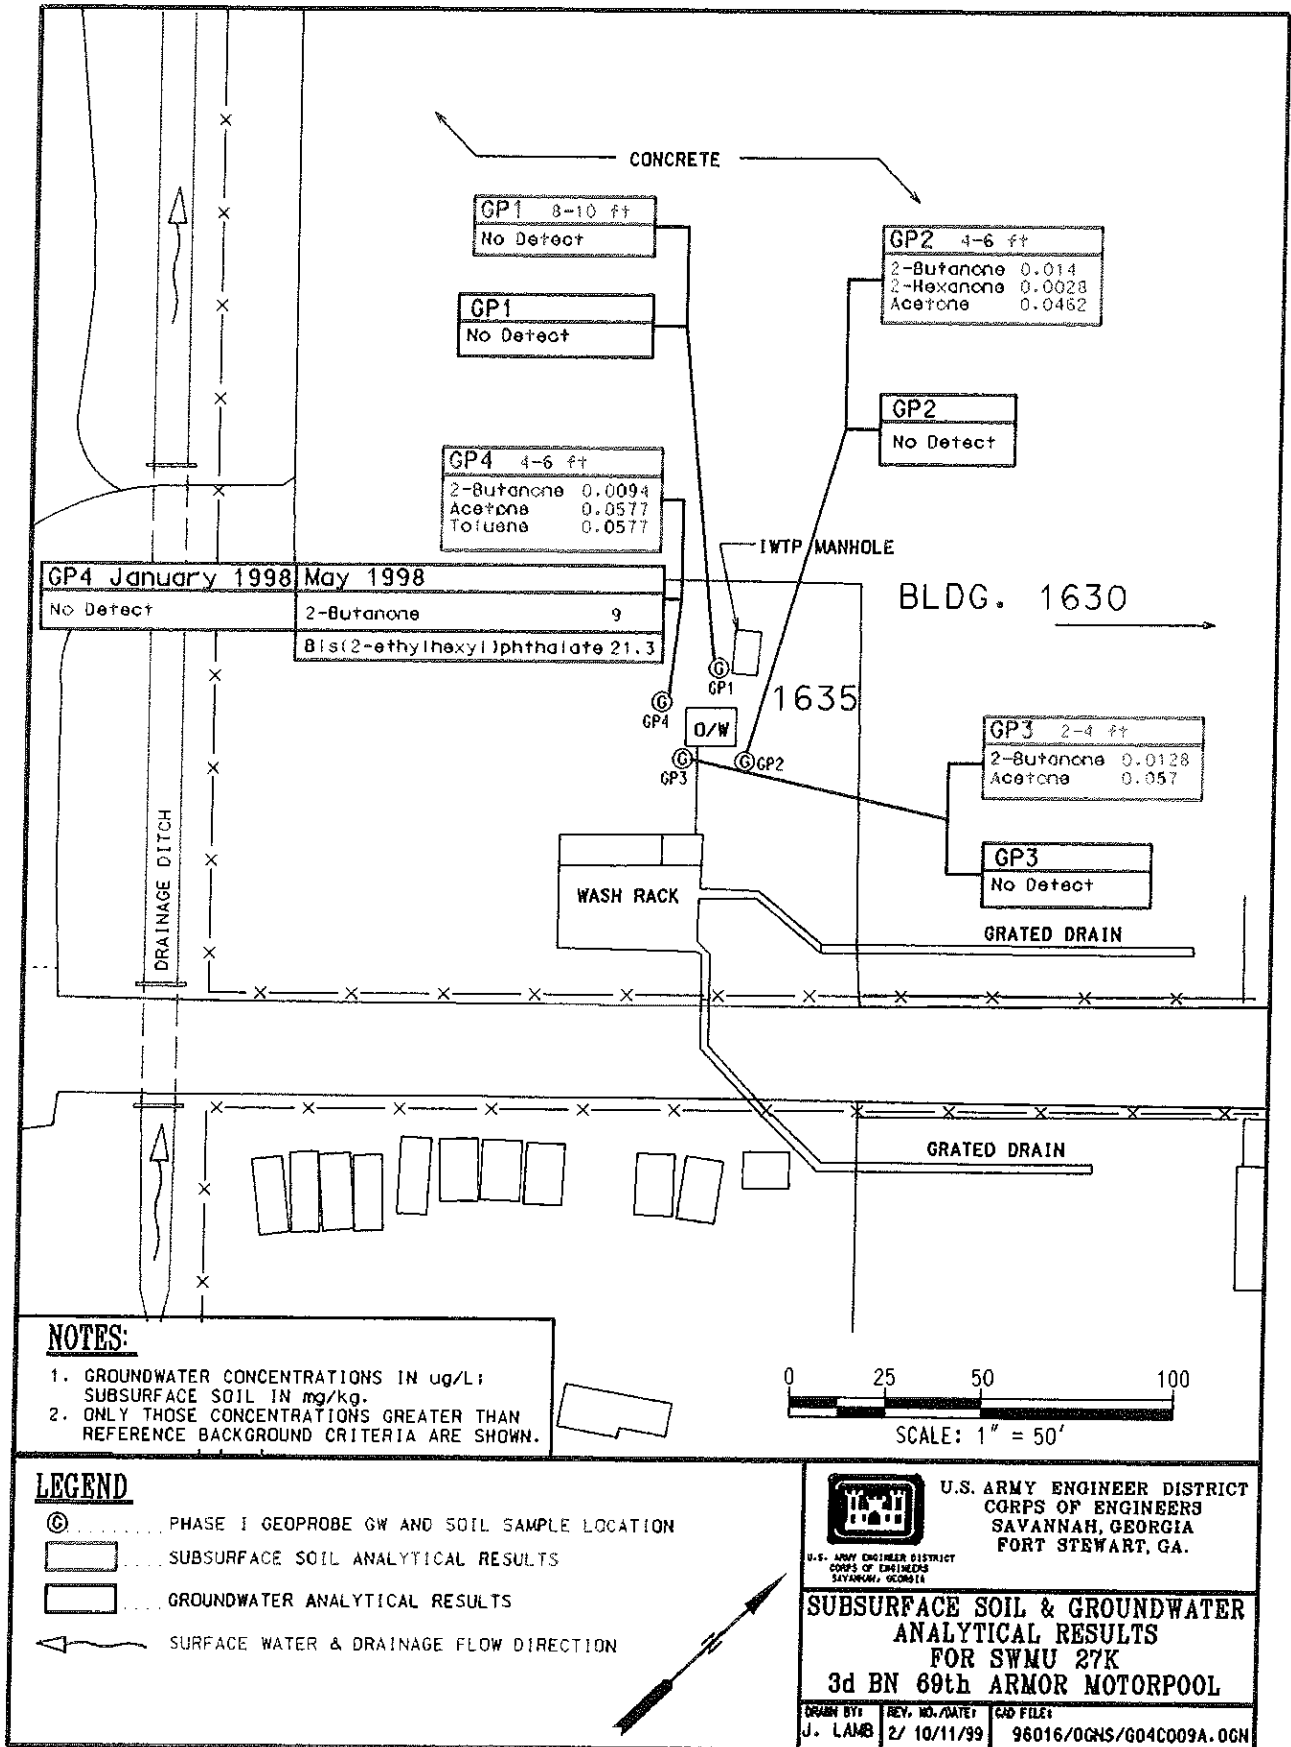 CONCRETE
GP1 8-10 ft
No Detect
GP1
No Detect
GP2 4-6 ft
2-Butanone 0.014
2-Hexanone 0.0028
Acetone 0.0462
GP2
No Detect
GP4 4-6 ft
2-Butanone 0.0094
Acetone 0.0577
Toluene 0.0577
IWTP MANHOLE
GP4 January 1998 May 1998
No Detect
2-Butanone 9
Bis(2-ethylhexyl)phthalate 21.3
BLDG. 1630
G
GP1
G
GP4
1635
O/W
G
GP3
G
GP2
GP3 2-4 ft
2-Butanone 0.0128
Acetone 0.057
GP3
No Detect
DRAINAGE DITCH
WASH RACK
GRATED DRAIN
GRATED DRAIN
NOTES:
1. GROUNDWATER CONCENTRATIONS IN ug/L;
SUBSURFACE SOIL IN mg/kg.
2. ONLY THOSE CONCENTRATIONS GREATER THAN
REFERENCE BACKGROUND CRITERIA ARE SHOWN.
0 25 50 100
SCALE: 1" = 50'
LEGEND
G ........ PHASE I GEOPROBE GW AND SOIL SAMPLE LOCATION
.... SUBSURFACE SOIL ANALYTICAL RESULTS
.... GROUNDWATER ANALYTICAL RESULTS
SURFACE WATER & DRAINAGE FLOW DIRECTION
N
U.S. ARMY ENGINEER DISTRICT
CORPS OF ENGINEERS
SAVANNAH, GEORGIA
U.S. ARMY ENGINEER DISTRICT
CORPS OF ENGINEERS
SAVANNAH, GEORGIA
FORT STEWART, GA.
SUBSURFACE SOIL & GROUNDWATER
ANALYTICAL RESULTS
FOR SWMU 27K
3d BN 69th ARMOR MOTORPOOL
DRAWN BY:
J. LAMB
REV. NO./DATE:
2/ 10/11/99
CAD FILE:
96016/DGNS/G04C009A.DGN